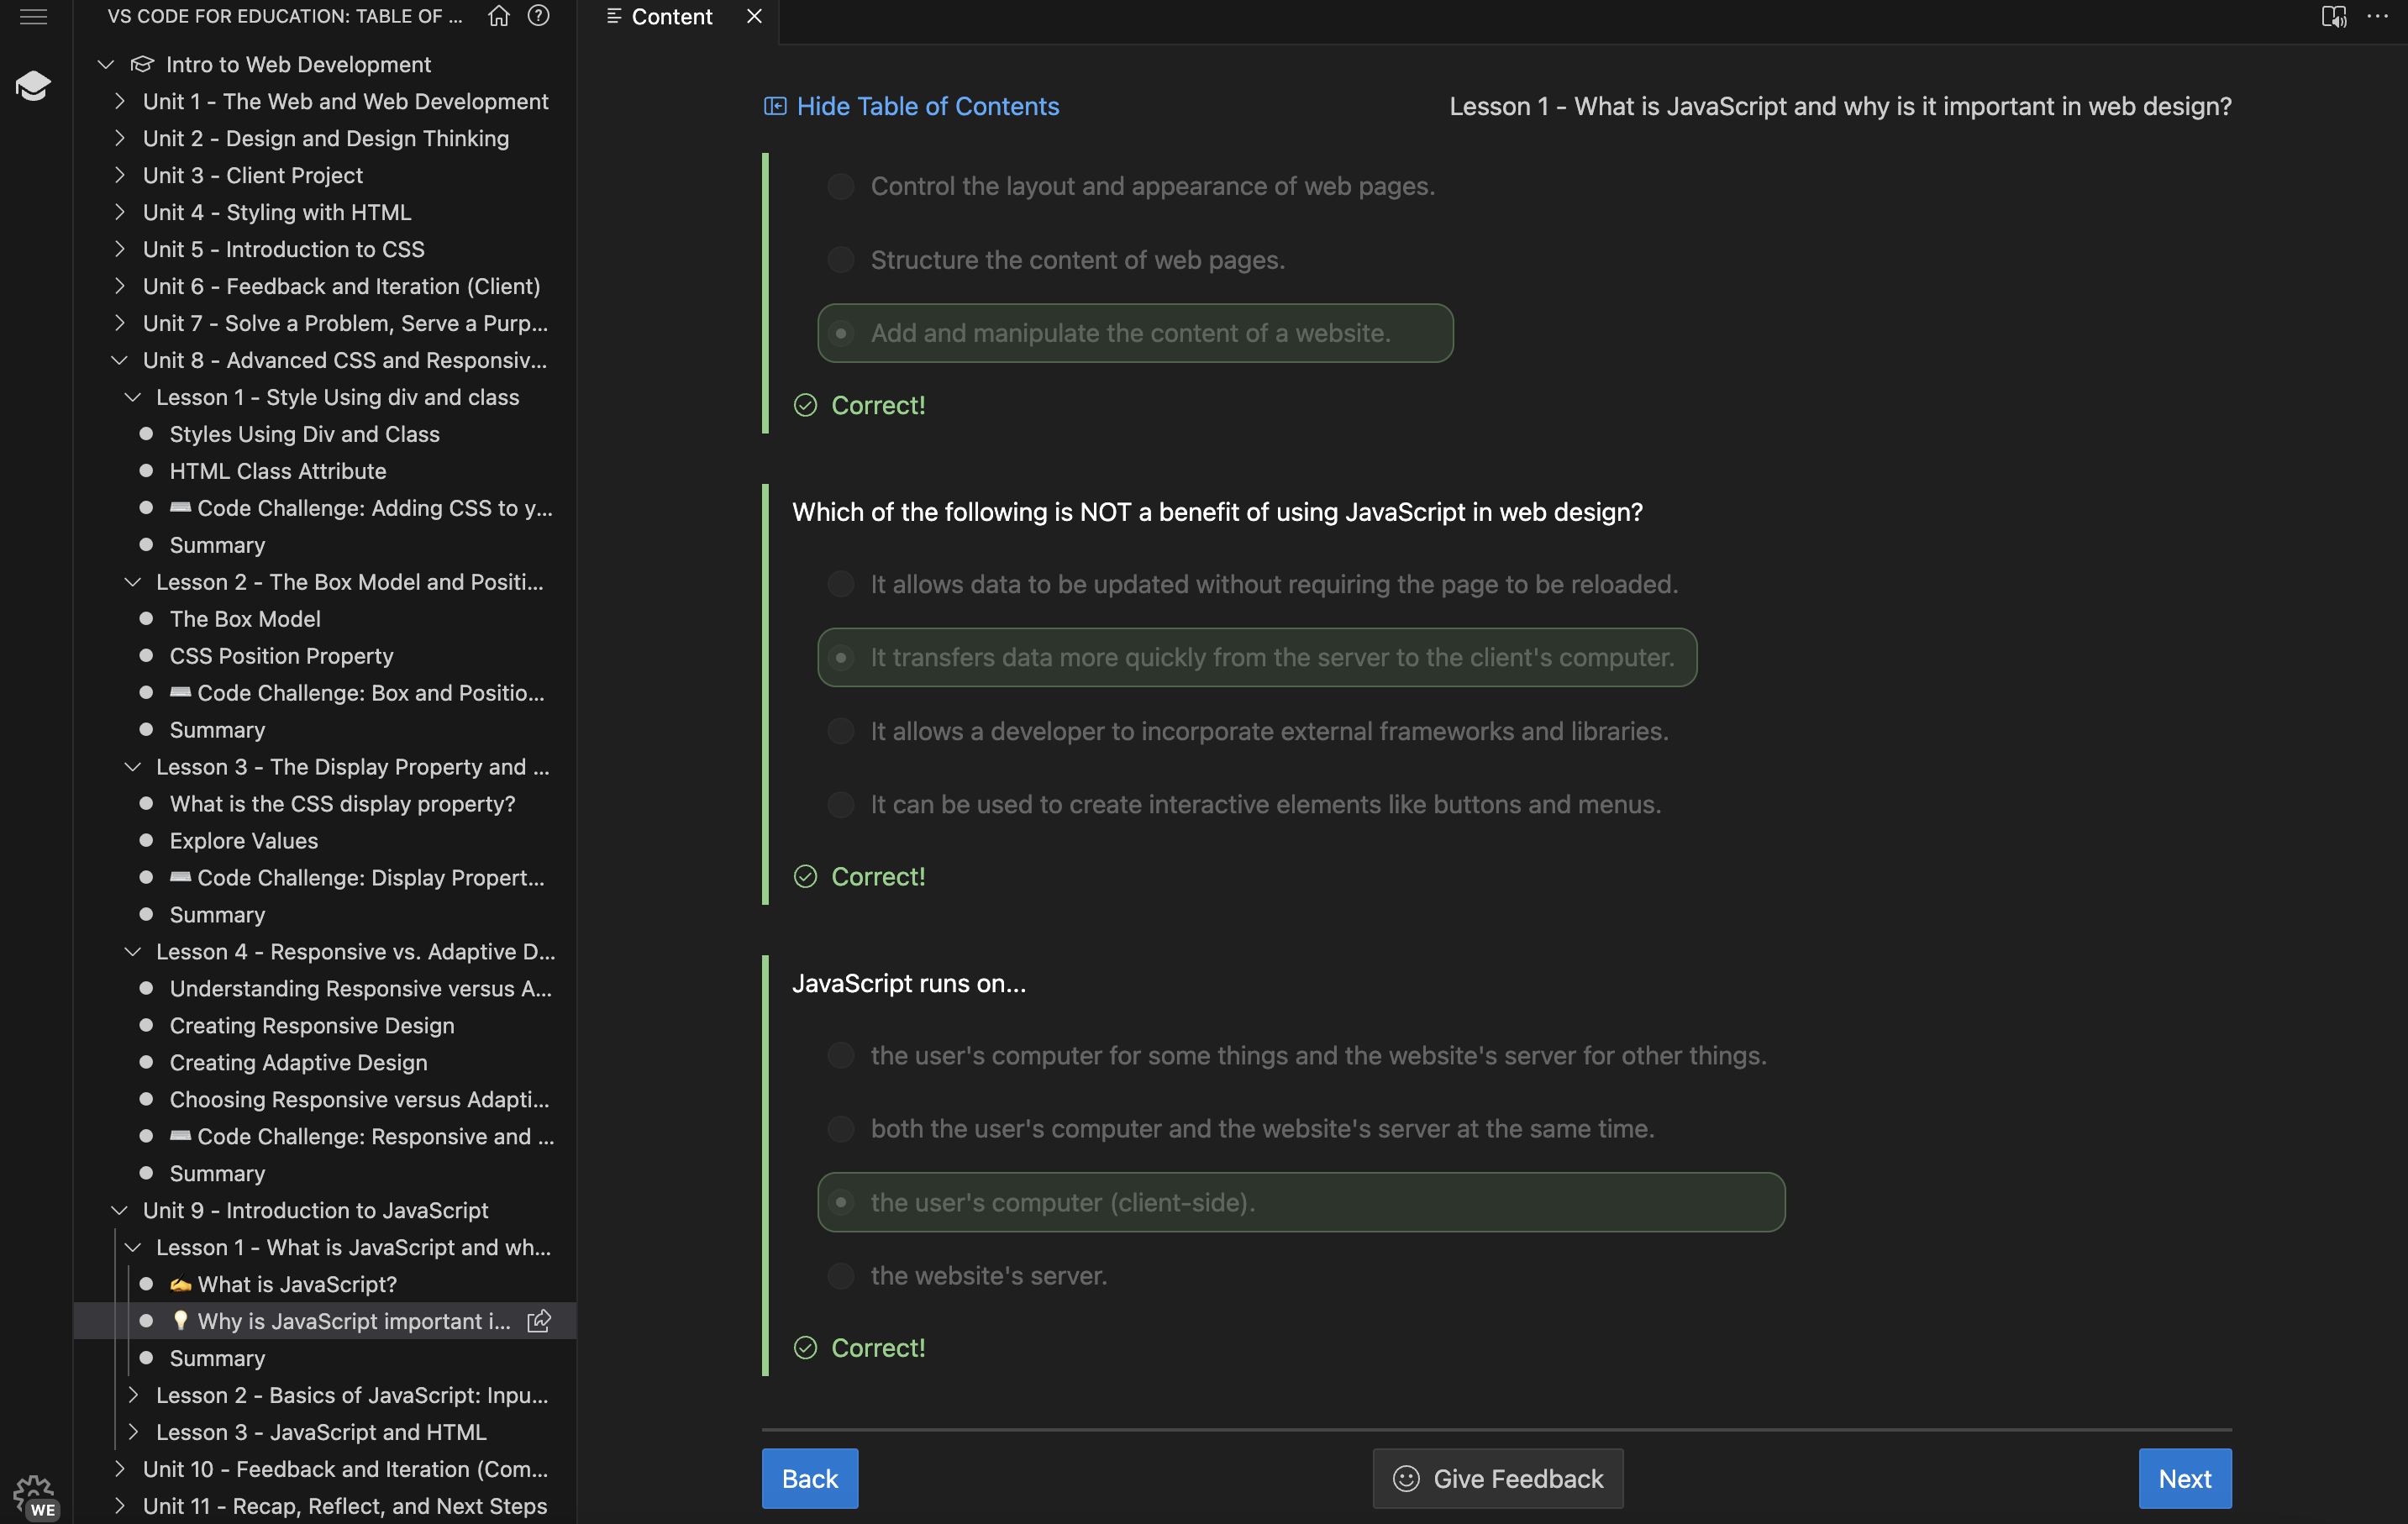 VS CODE FOR EDUCATION: TABLE OF ...
Intro to Web Development
Unit 1 - The Web and Web Development
Unit 2 - Design and Design Thinking
Unit 3 - Client Project
Unit 4 - Styling with HTML
Unit 5 - Introduction to CSS
Unit 6 - Feedback and Iteration (Client)
Unit 7 - Solve a Problem, Serve a Purp...
Unit 8 - Advanced CSS and Responsiv...
Lesson 1 - Style Using div and class
Styles Using Div and Class
HTML Class Attribute
Code Challenge: Adding CSS to y...
Summary
Lesson 2 - The Box Model and Positi...
The Box Model
CSS Position Property
Code Challenge: Box and Positio...
Summary
Lesson 3 - The Display Property and ...
What is the CSS display property?
Explore Values
Code Challenge: Display Propert...
Summary
Lesson 4 - Responsive vs. Adaptive D...
Understanding Responsive versus A...
Creating Responsive Design
Creating Adaptive Design
Choosing Responsive versus Adapti...
Code Challenge: Responsive and ...
Summary
Unit 9 - Introduction to JavaScript
Lesson 1 - What is JavaScript and wh...
What is JavaScript?
Why is JavaScript important i...
Summary
Lesson 2 - Basics of JavaScript: Inpu...
Lesson 3 - JavaScript and HTML
Unit 10 - Feedback and Iteration (Com...
Unit 11 - Recap, Reflect, and Next Steps
WE
Content
Hide Table of Contents
Lesson 1 - What is JavaScript and why is it important in web design?
Control the layout and appearance of web pages.
Structure the content of web pages.
Add and manipulate the content of a website.
Correct!
Which of the following is NOT a benefit of using JavaScript in web design?
It allows data to be updated without requiring the page to be reloaded.
It transfers data more quickly from the server to the client's computer.
It allows a developer to incorporate external frameworks and libraries.
It can be used to create interactive elements like buttons and menus.
Correct!
JavaScript runs on...
the user's computer for some things and the website's server for other things.
both the user's computer and the website's server at the same time.
the user's computer (client-side).
the website's server.
Correct!
Back
Give Feedback
Next